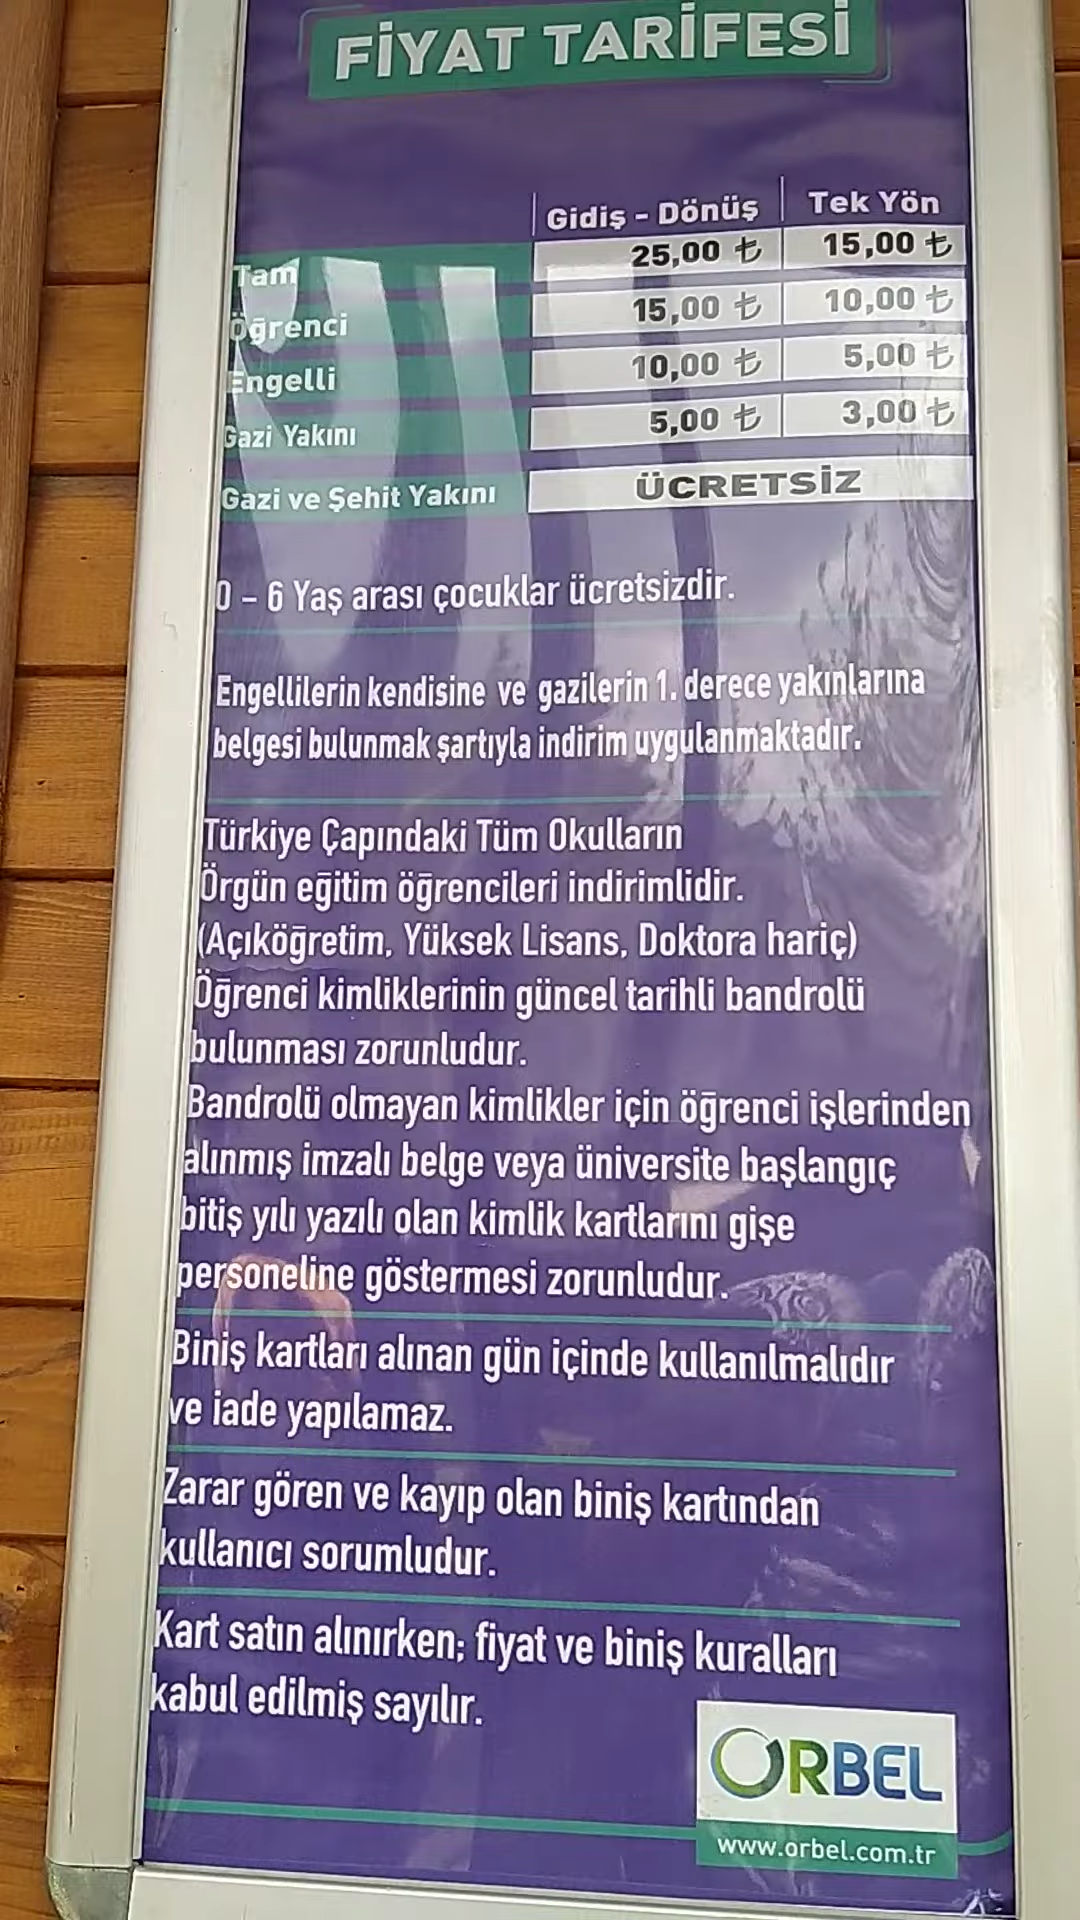 FİYAT TARİFESİ
Gidiş - Dönüş Tek Yön
Tam 25,00 ₺ 15,00 ₺
Öğrenci 15,00 ₺ 10,00 ₺
Engelli 10,00 ₺ 5,00 ₺
Gazi Yakını 5,00 ₺ 3,00 ₺
Gazi ve Şehit Yakını ÜCRETSİZ
0 - 6 Yaş arası çocuklar ücretsizdir.
Engellilerin kendisine ve gazilerin 1. derece yakınlarına
belgesi bulunmak şartıyla indirim uygulanmaktadır.
Türkiye Çapındaki Tüm Okulların
Örgün eğitim öğrencileri indirimlidir.
(Açıköğretim, Yüksek Lisans, Doktora hariç)
Öğrenci kimliklerinin güncel tarihli bandrolü
bulunması zorunludur.
Bandrolü olmayan kimlikler için öğrenci işlerinden
alınmış imzalı belge veya üniversite başlangıç
bitiş yılı yazılı olan kimlik kartlarını gişe
personeline göstermesi zorunludur.
Biniş kartları alınan gün içinde kullanılmalıdır
ve iade yapılamaz.
Zarar gören ve kayıp olan biniş kartından
kullanıcı sorumludur.
Kart satın alınırken; fiyat ve biniş kuralları
kabul edilmiş sayılır.
ORBEL
www.orbel.com.tr